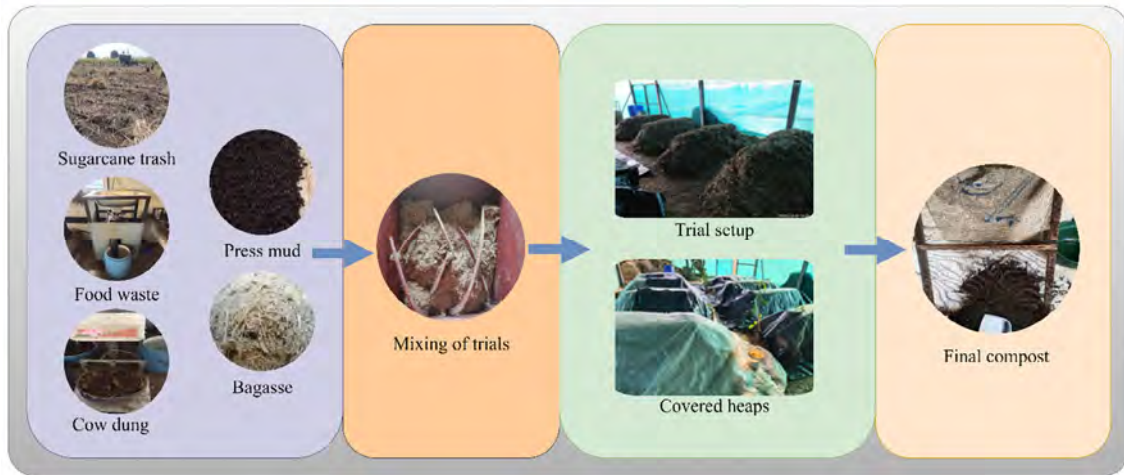 Sugarcane trash
Food waste
Cow dung
Press mud
Bagasse
Mixing of trials
Trial setup
Covered heaps
Final compost